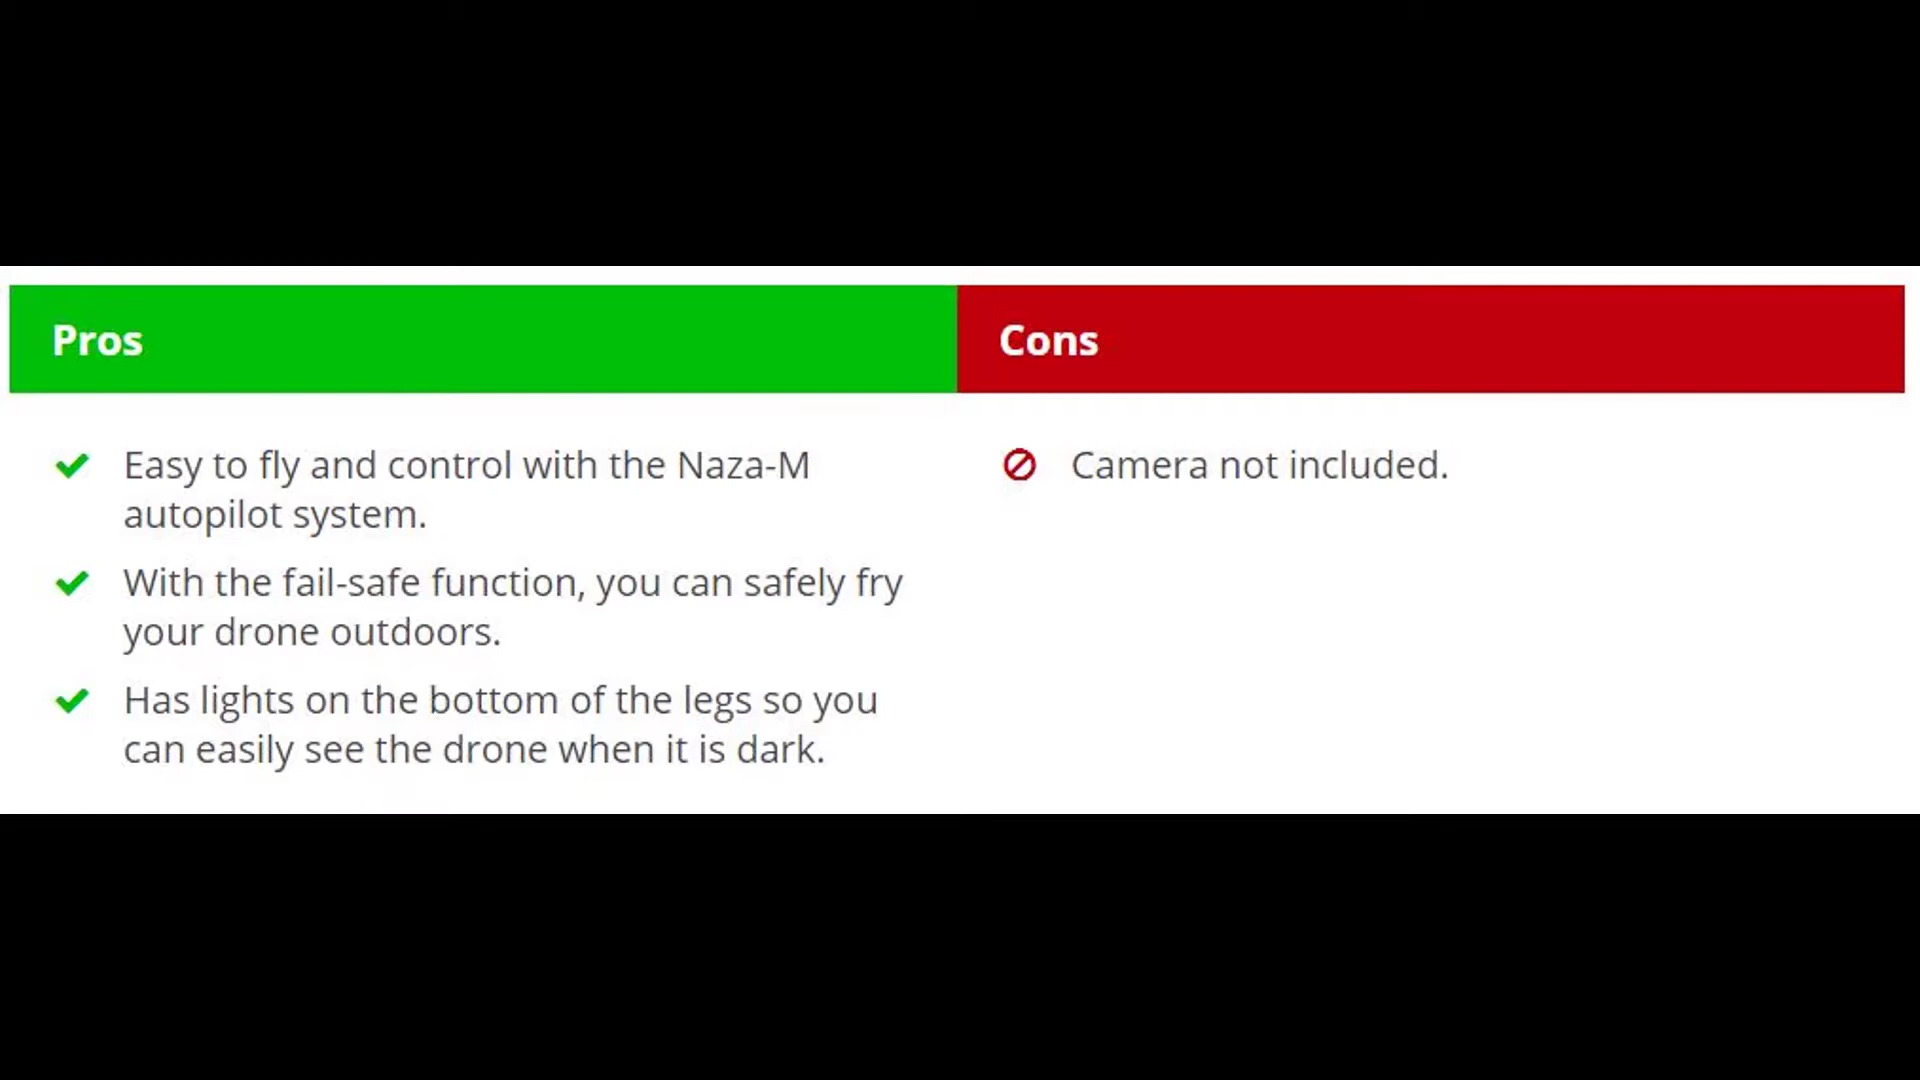 Pros
Easy to fly and control with the Naza-M
autopilot system.
With the fail-safe function, you can safely fry
your drone outdoors.
Has lights on the bottom of the legs so you
can easily see the drone when it is dark.
Cons
Camera not included.